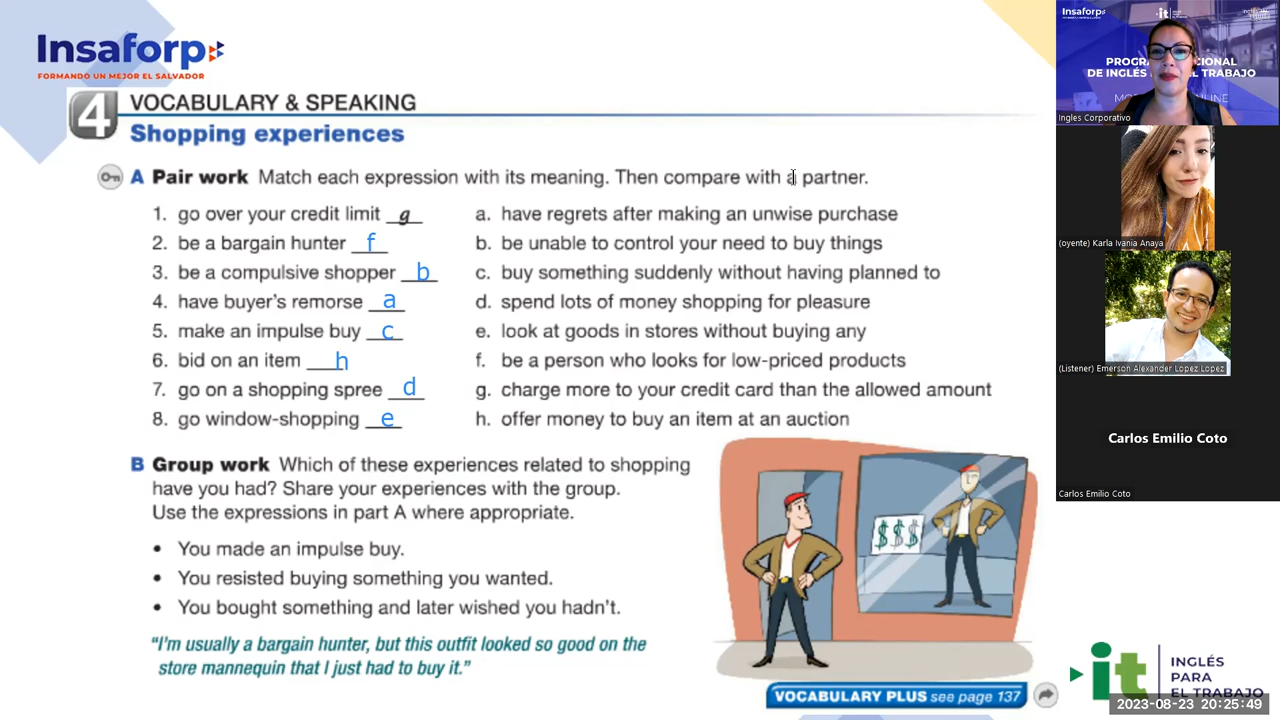 Insaforp
FORMANDO UN MEJOR EL SALVADOR
4 VOCABULARY & SPEAKING
Shopping experiences
A Pair work Match each expression with its meaning. Then compare with a partner.
1. go over your credit limit g
2. be a bargain hunter f
3. be a compulsive shopper b
4. have buyer's remorse a
5. make an impulse buy c
6. bid on an item h
7. go on a shopping spree d
8. go window-shopping e
a. have regrets after making an unwise purchase
b. be unable to control your need to buy things
c. buy something suddenly without having planned to
d. spend lots of money shopping for pleasure
e. look at goods in stores without buying any
f. be a person who looks for low-priced products
g. charge more to your credit card than the allowed amount
h. offer money to buy an item at an auction
B Group work Which of these experiences related to shopping
have you had? Share your experiences with the group.
Use the expressions in part A where appropriate.
• You made an impulse buy.
• You resisted buying something you wanted.
• You bought something and later wished you hadn't.
"I'm usually a bargain hunter, but this outfit looked so good on the
store mannequin that I just had to buy it."
$$$
VOCABULARY PLUS see page 137
Insaforp
it
DE INGLÉS
EL TRABAJO
Ingles Corporativo
(oyente) Karla Ivania Anaya
(Listener) Emerson Alexander Lopez Lopez
Carlos Emilio Coto
Carlos Emilio Coto
it
INGLÉS
PARA
EL TRABAJO
2023-08-23 20:25:49